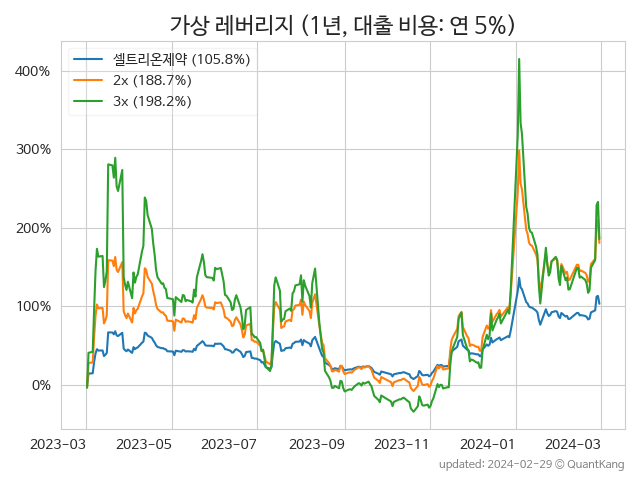 가상 레버리지 (1년, 대출 비용: 연 5%)
셀트리온제약 (105.8%)
2x (188.7%)
3x (198.2%)
400%
300%
200%
100%
0%
2023-03 2023-05 2023-07 2023-09 2023-11 2024-01 2024-03
updated: 2024-02-29 © QuantKang